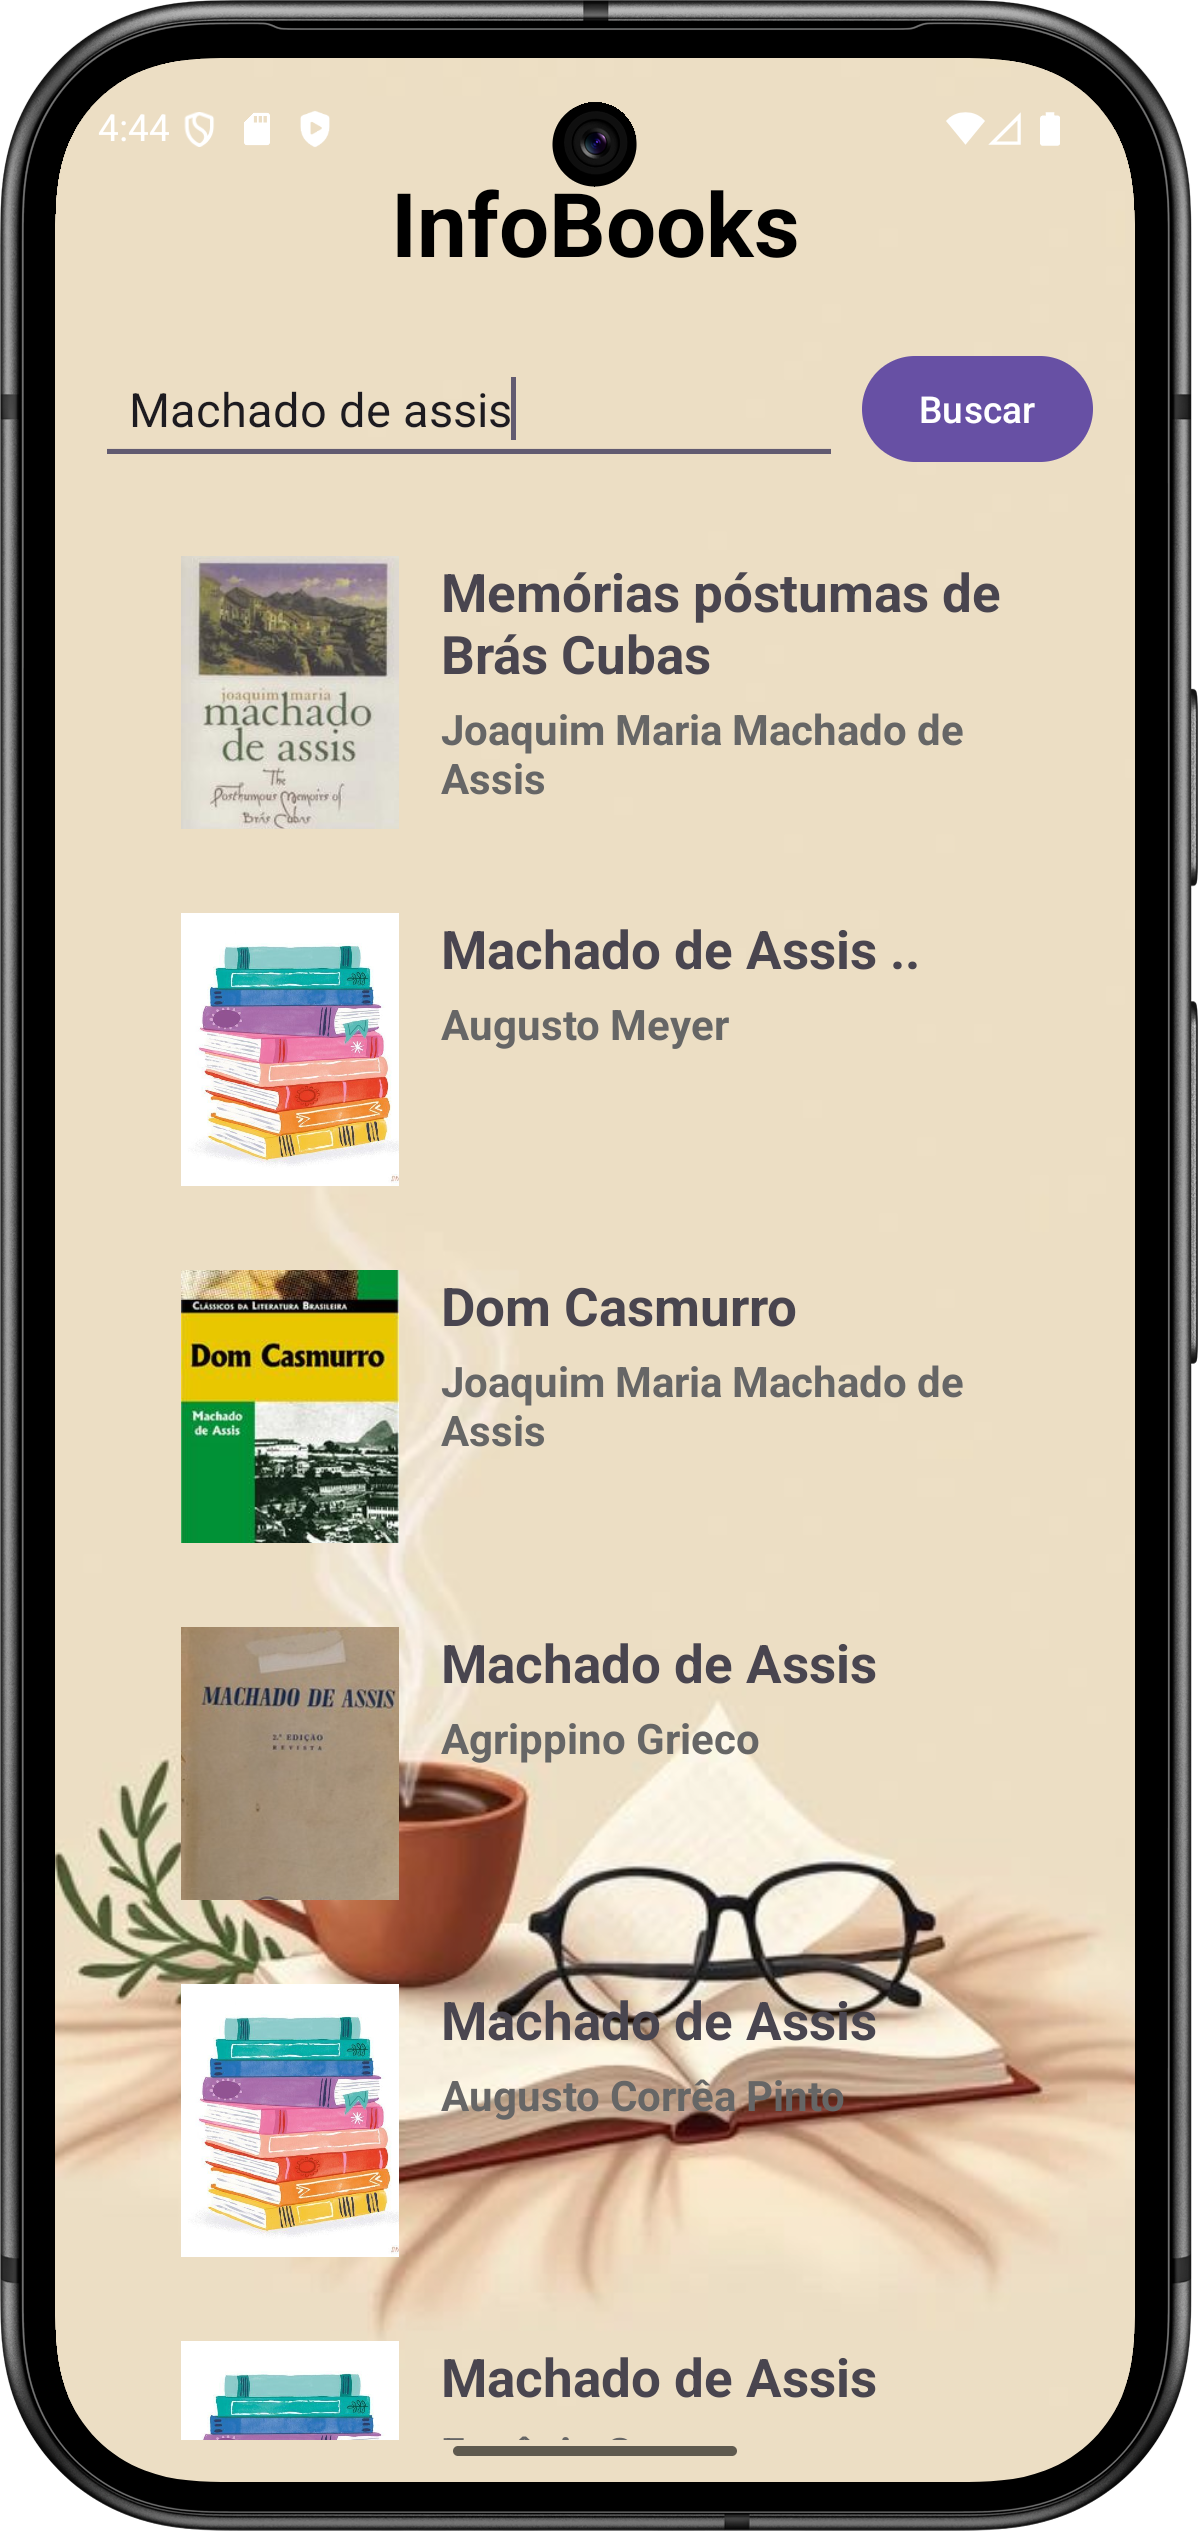 4:44
InfoBooks
Machado de assis
Buscar
joaquim maria
machado
de assis
The
Posthumous Memoirs of
Brás Cubas
Memórias póstumas de
Brás Cubas
Joaquim Maria Machado de
Assis
Machado de Assis ..
Augusto Meyer
Clássicos da Literatura Brasileira
Dom Casmurro
Machado
de Assis
Dom Casmurro
Joaquim Maria Machado de
Assis
MACHADO DE ASSIS
2.ª EDIÇÃO
REVISTA
Machado de Assis
Agrippino Grieco
Machado de Assis
Augusto Corrêa Pinto
Machado de Assis